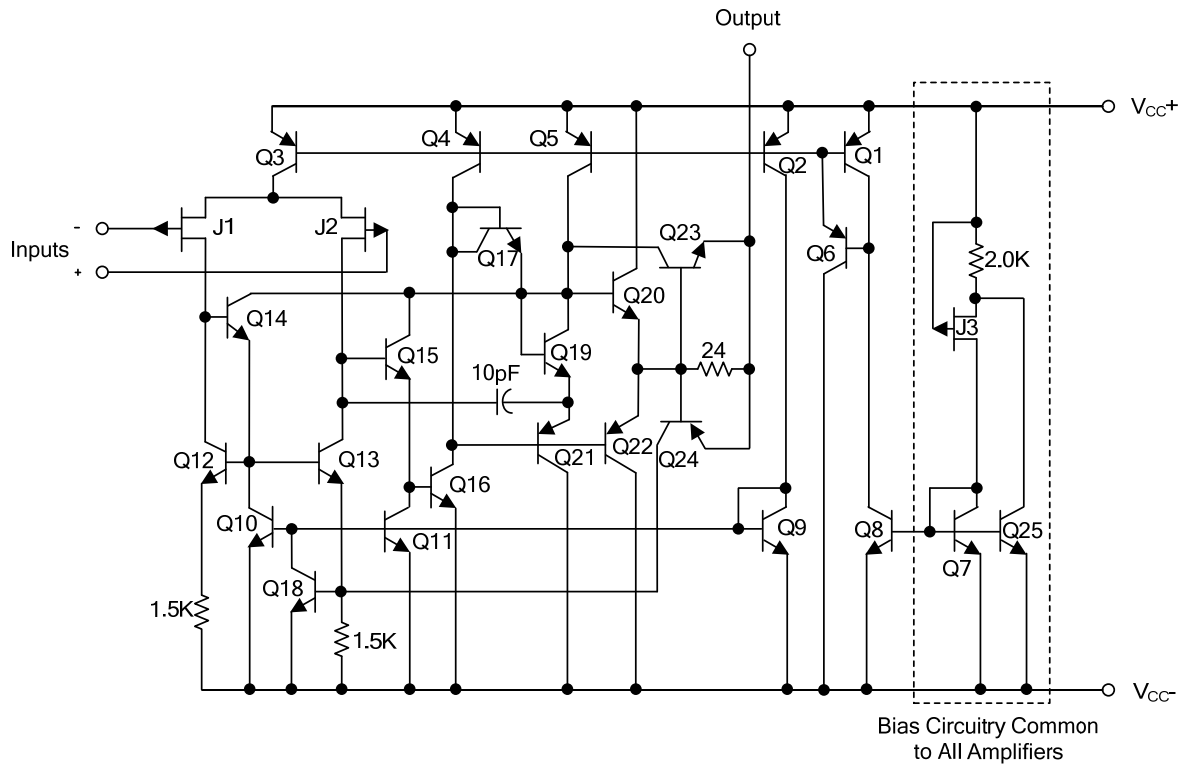 Output
VCC+
Q3
Q4
Q5
Q2
Q1
-
Inputs
+
J1
J2
Q17
Q23
Q6
2.0K
Q14
Q20
J3
Q15
Q19
24
10pF
Q12
Q13
Q16
Q21
Q22
Q24
Q10
Q11
Q9
Q8
Q7
Q25
Q18
1.5K
1.5K
VCC-
Bias Circuitry Common
to All Amplifiers